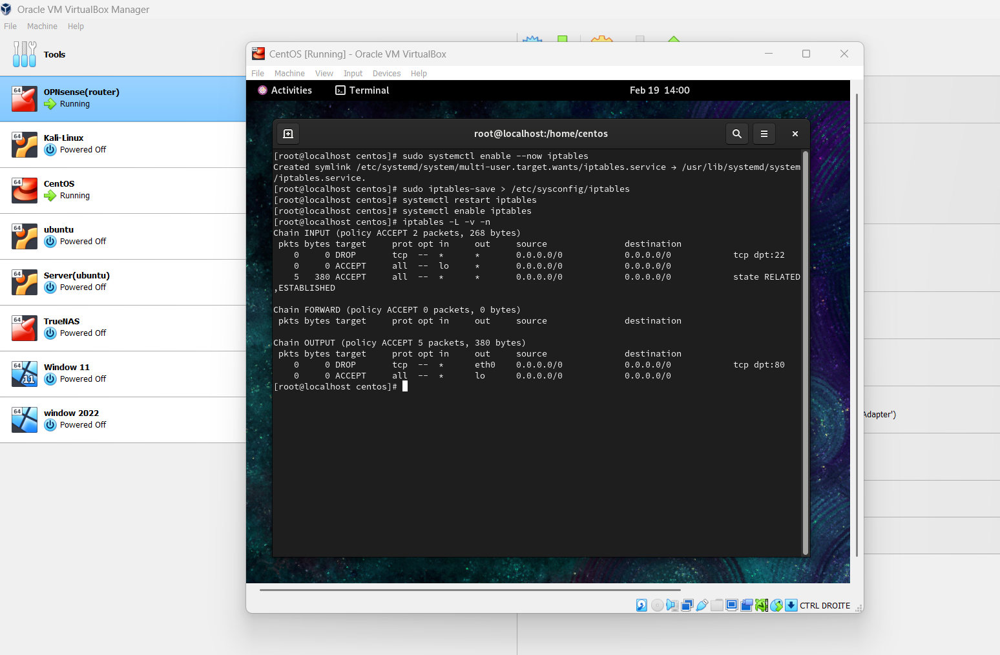 Oracle VM VirtualBox Manager
File Machine Help
Tools
64
OPNsense(router)
Running
64
Kali-Linux
Powered Off
64
CentOS
Running
64
ubuntu
Powered Off
64
Server(ubuntu)
Powered Off
64
TrueNAS
Powered Off
64
11
Window 11
Powered Off
64
window 2022
Powered Off
64
CentOS [Running] - Oracle VM VirtualBox
File Machine View Input Devices Help
Activities Terminal Feb 19 14:00
root@localhost:/home/centos
[root@localhost centos]# sudo systemctl enable --now iptables
Created symlink /etc/systemd/system/multi-user.target.wants/iptables.service → /usr/lib/systemd/system
/iptables.service.
[root@localhost centos]# sudo iptables-save > /etc/sysconfig/iptables
[root@localhost centos]# systemctl restart iptables
[root@localhost centos]# systemctl enable iptables
[root@localhost centos]# iptables -L -v -n
Chain INPUT (policy ACCEPT 2 packets, 268 bytes)
pkts bytes target prot opt in out source destination
0 0 DROP tcp -- * * 0.0.0.0/0 0.0.0.0/0 tcp dpt:22
0 0 ACCEPT all -- lo * 0.0.0.0/0 0.0.0.0/0
5 380 ACCEPT all -- * * 0.0.0.0/0 0.0.0.0/0 state RELATED
,ESTABLISHED
Chain FORWARD (policy ACCEPT 0 packets, 0 bytes)
pkts bytes target prot opt in out source destination
Chain OUTPUT (policy ACCEPT 5 packets, 380 bytes)
pkts bytes target prot opt in out source destination
0 0 DROP tcp -- * eth0 0.0.0.0/0 0.0.0.0/0 tcp dpt:80
0 0 ACCEPT all -- * lo 0.0.0.0/0 0.0.0.0/0
[root@localhost centos]#
Adapter')
CTRL DROITE